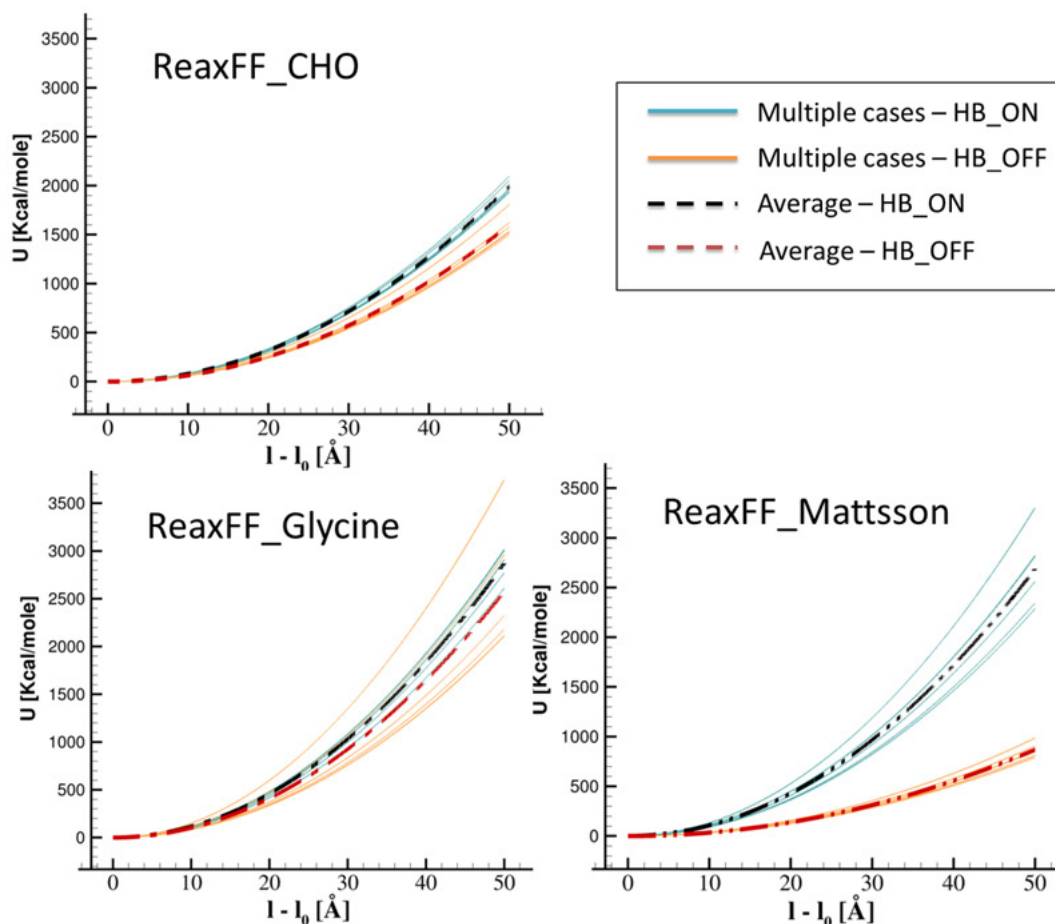 ReaxFF_CHO
U [Kcal/mole]
3500
3000
2500
2000
1500
1000
500
0
0 10 20 30 40 50
l - l0 [Å]
Multiple cases – HB_ON
Multiple cases – HB_OFF
Average – HB_ON
Average – HB_OFF
ReaxFF_Glycine
U [Kcal/mole]
3500
3000
2500
2000
1500
1000
500
0
0 10 20 30 40 50
l - l0 [Å]
ReaxFF_Mattsson
U [Kcal/mole]
3500
3000
2500
2000
1500
1000
500
0
0 10 20 30 40 50
l - l0 [Å]